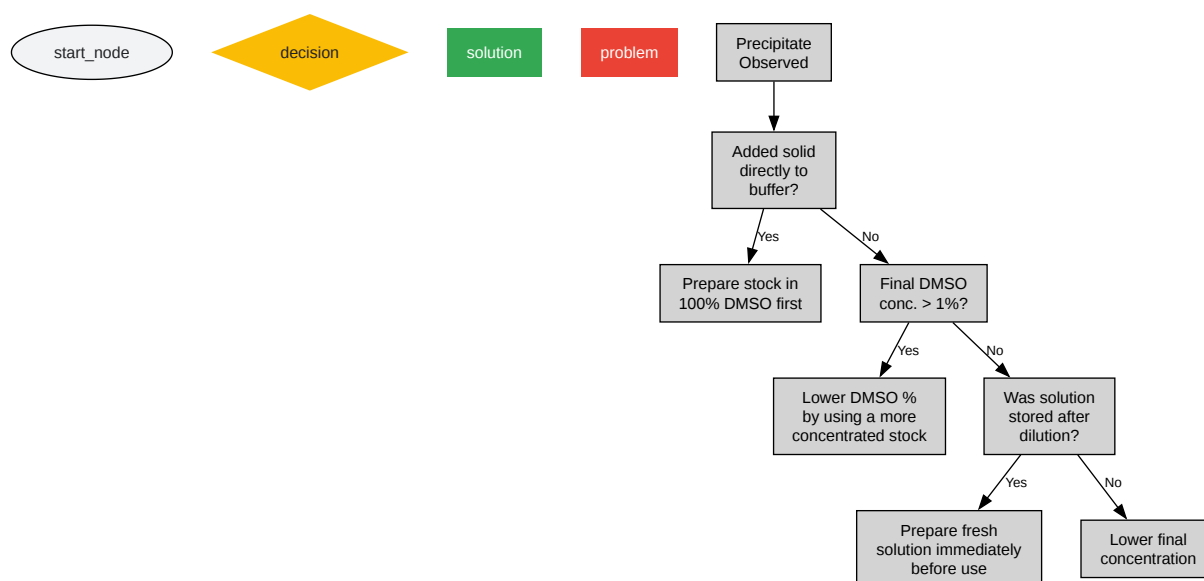 start_node
decision
solution
problem
Precipitate
Observed
Added solid
directly to
buffer?
Yes
No
Prepare stock in
100% DMSO first
Final DMSO
conc. > 1%?
Yes
No
Lower DMSO %
by using a more
concentrated stock
Was solution
stored after
dilution?
Yes
No
Prepare fresh
solution immediately
before use
Lower final
concentration